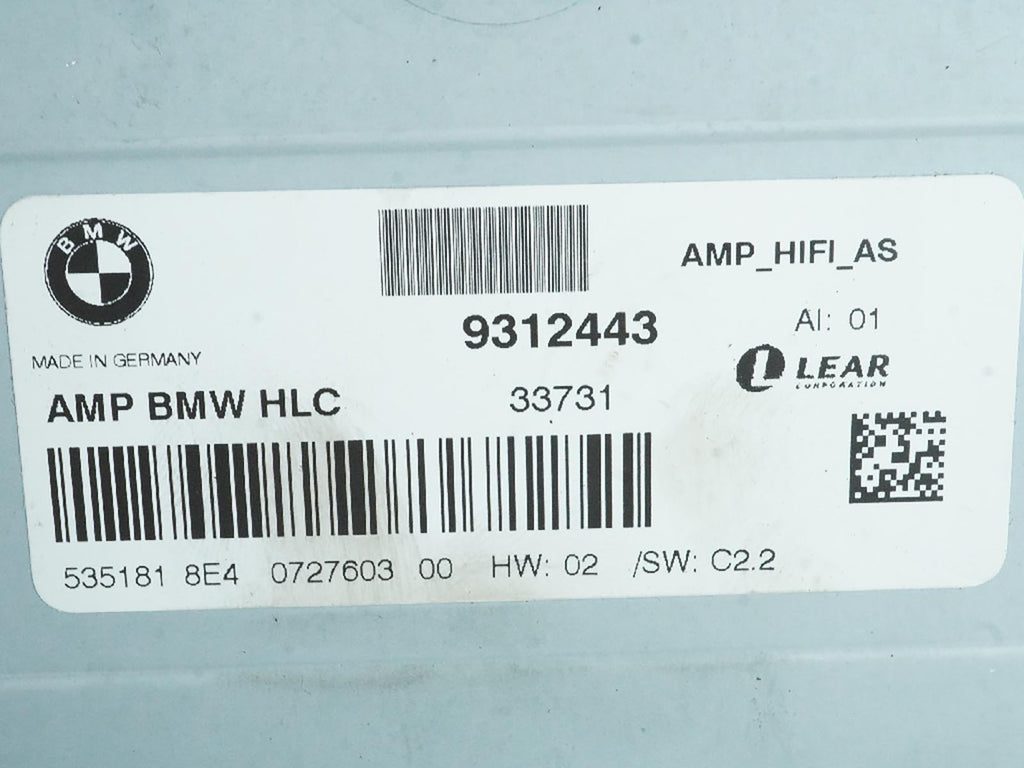 BMW
AMP_HIFI_AS
9312443
AI: 01
MADE IN GERMANY
LEAR
CORPORATION
AMP BMW HLC
33731
535181 8E4 0727603 00 HW: 02 /SW: C2.2